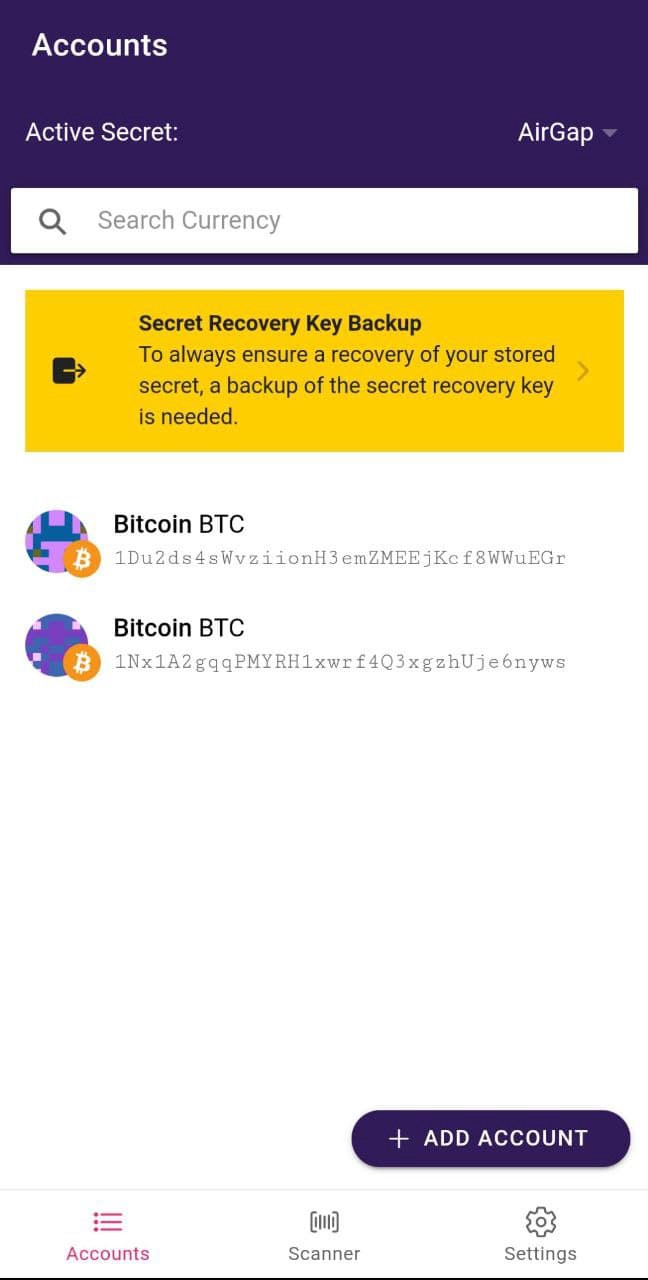 Accounts
Active Secret:
AirGap
Search Currency
Secret Recovery Key Backup
To always ensure a recovery of your stored
secret, a backup of the secret recovery key
is needed.
Bitcoin BTC
1Du2ds4sWvziionH3emZMEEjKcf8WWuEGr
Bitcoin BTC
1Nx1A2gqqPMYRH1xwrf4Q3xgzhUje6nyws
+ ADD ACCOUNT
Accounts
Scanner
Settings